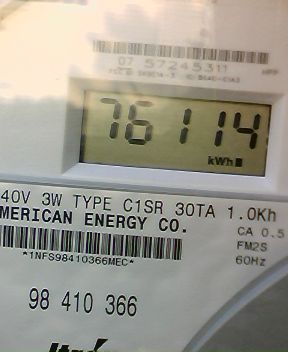 07 57245311
76114
kWh
40V 3W TYPE C1SR 30TA 1.0Kh
MERICAN ENERGY CO.
CA 0.5
FM2S
60Hz
*1NFS98410366MEC*
98 410 366